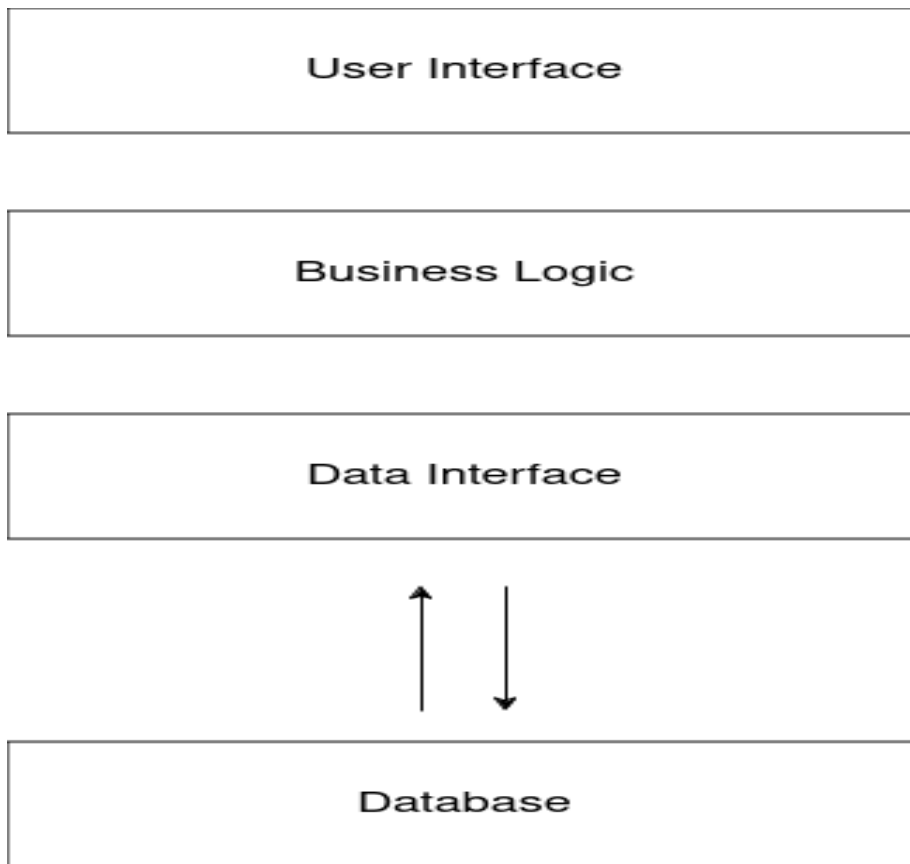 User Interface
Business Logic
Data Interface
Database